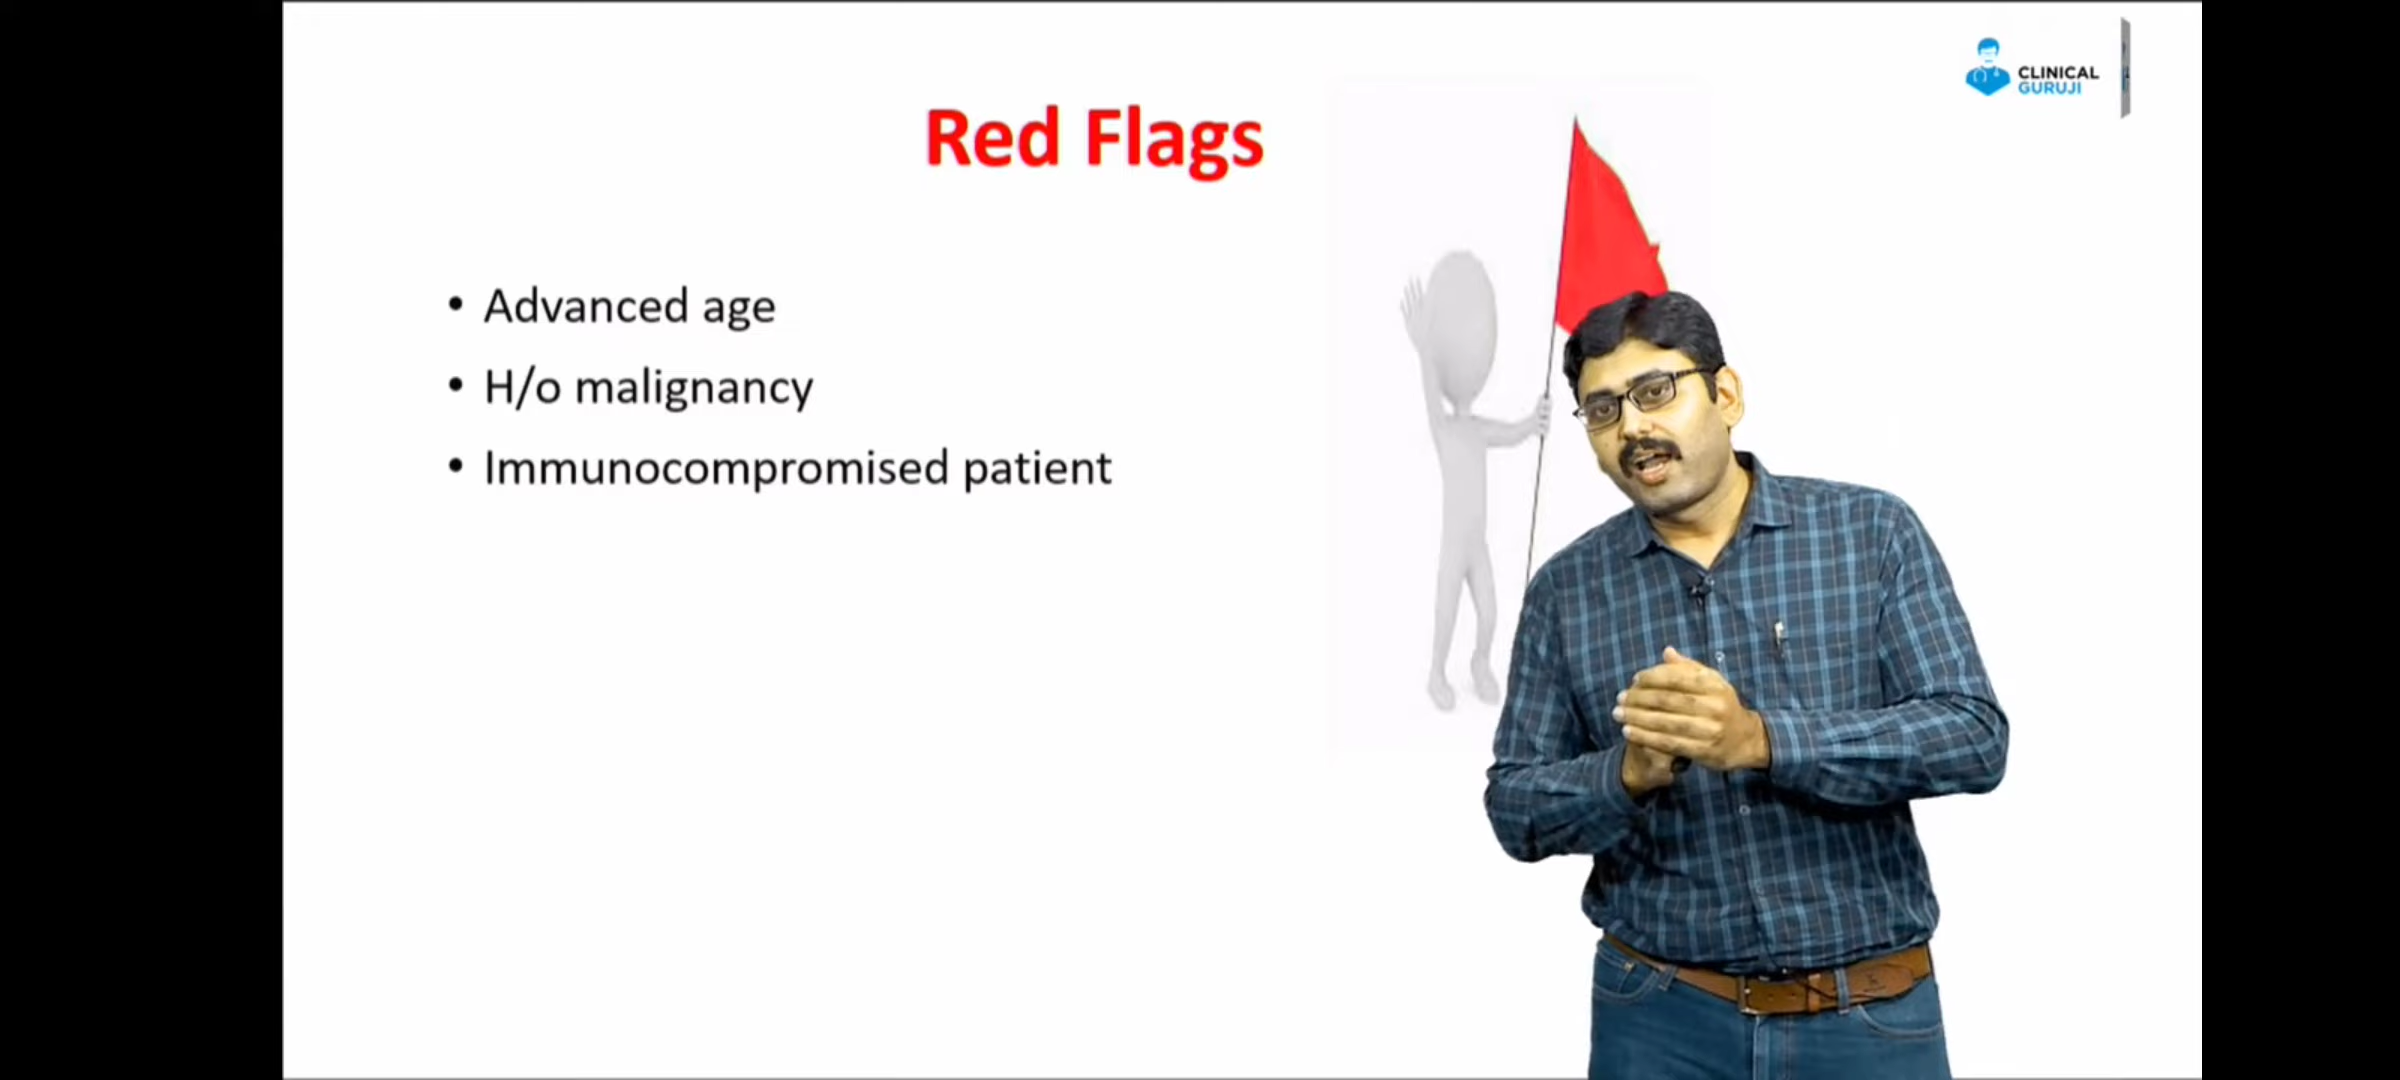 CLINICAL
GURUJI
Red Flags
• Advanced age
• H/o malignancy
• Immunocompromised patient